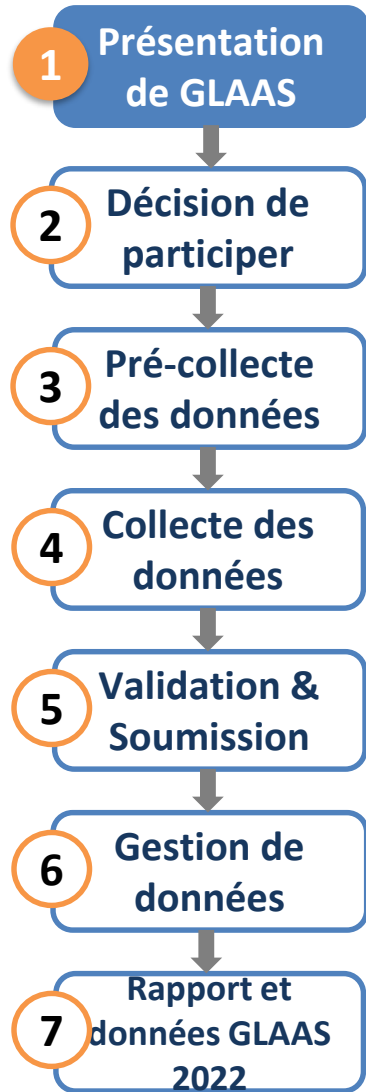 1
Présentation
de GLAAS
2
Décision de
participer
3
Pré-collecte
des données
4
Collecte des
données
5
Validation &
Soumission
6
Gestion de
données
7
Rapport et
données GLAAS
2022